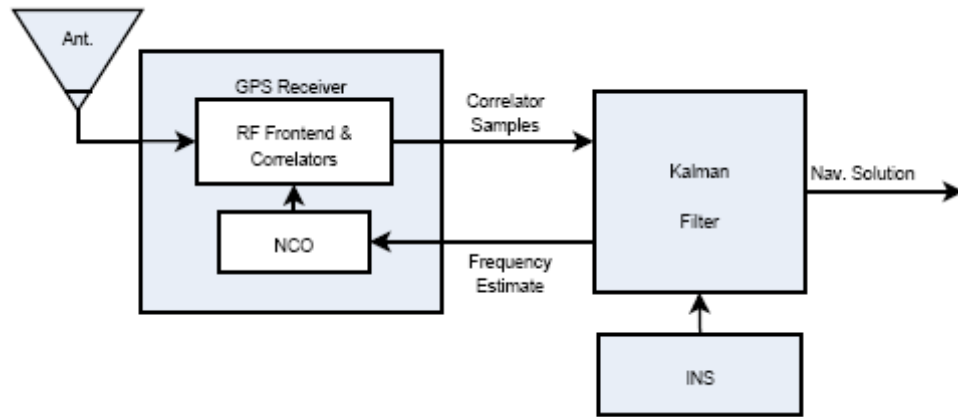 Ant.
GPS Receiver
RF Frontend &
Correlators
NCO
Correlator
Samples
Frequency
Estimate
Kalman
Filter
Nav. Solution
INS